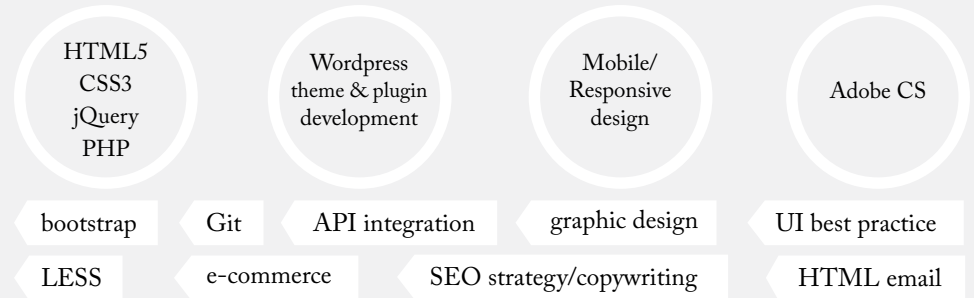 HTML5
CSS3
jQuery
PHP
Wordpress
theme & plugin
development
Mobile/
Responsive
design
Adobe CS
bootstrap
Git
API integration
graphic design
UI best practice
LESS
e-commerce
SEO strategy/copywriting
HTML email